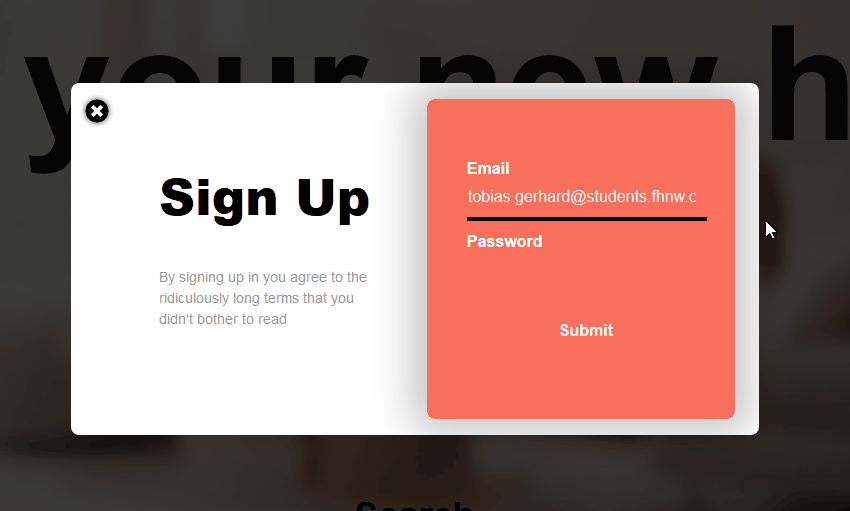 your new h
Sign Up
By signing up in you agree to the
ridiculously long terms that you
didn't bother to read
Email
tobias.gerhard@students.fhnw.c
Password
Submit
Search